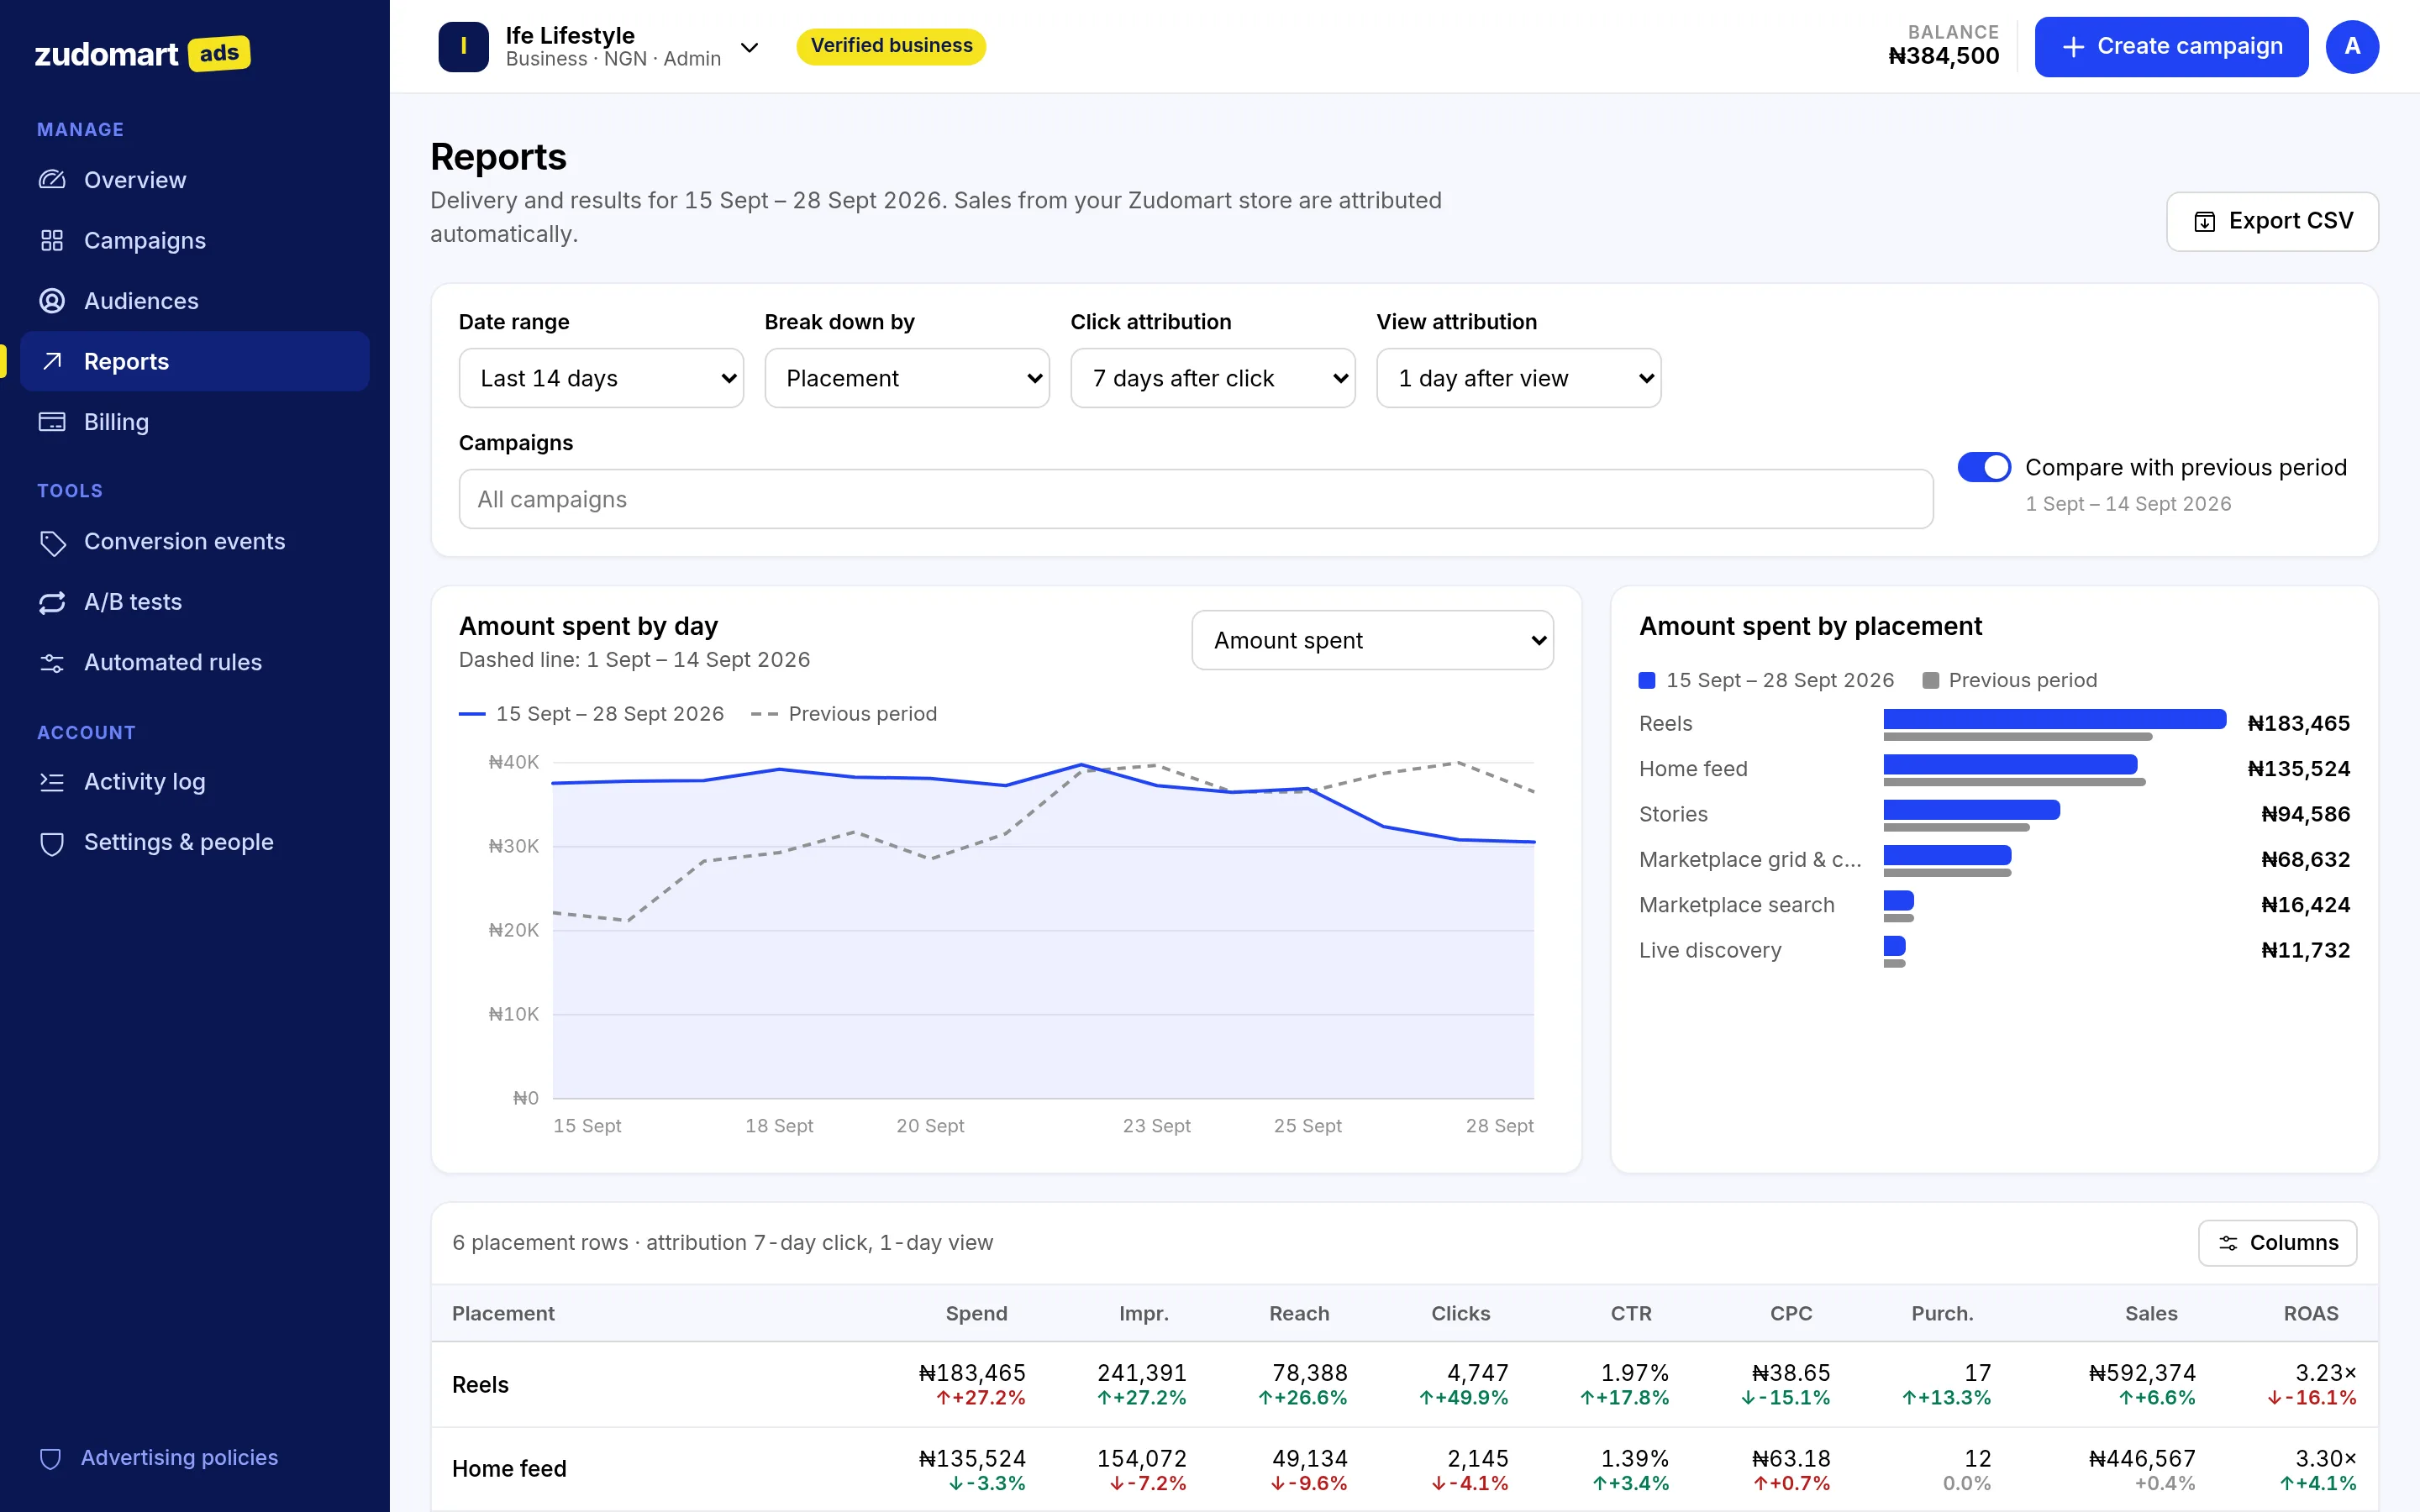 zudomart ads
MANAGE
Overview
Campaigns
Audiences
Reports
Billing
TOOLS
Conversion events
A/B tests
Automated rules
ACCOUNT
Activity log
Settings & people
Advertising policies
I
Ife Lifestyle
Business · NGN · Admin
Verified business
BALANCE
₦384,500
Create campaign
A
Reports
Delivery and results for 15 Sept – 28 Sept 2026. Sales from your Zudomart store are attributed
automatically.
Export CSV
Date range
Break down by
Click attribution
View attribution
Last 14 days
Placement
7 days after click
1 day after view
Campaigns
All campaigns
Compare with previous period
1 Sept – 14 Sept 2026
Amount spent by day
Dashed line: 1 Sept – 14 Sept 2026
Amount spent
15 Sept – 28 Sept 2026
Previous period
₦40K
₦30K
₦20K
₦10K
₦0
15 Sept
18 Sept
20 Sept
23 Sept
25 Sept
28 Sept
Amount spent by placement
15 Sept – 28 Sept 2026
Previous period
Reels ₦183,465
Home feed ₦135,524
Stories ₦94,586
Marketplace grid & c... ₦68,632
Marketplace search ₦16,424
Live discovery ₦11,732
6 placement rows · attribution 7-day click, 1-day view
Columns
Placement Spend Impr. Reach Clicks CTR CPC Purch. Sales ROAS
Reels ₦183,465 241,391 78,388 4,747 1.97% ₦38.65 17 ₦592,374 3.23×
↑+27.2% ↑+27.2% ↑+26.6% ↑+49.9% ↑+17.8% ↓-15.1% ↑+13.3% ↑+6.6% ↓-16.1%
Home feed ₦135,524 154,072 49,134 2,145 1.39% ₦63.18 12 ₦446,567 3.30×
↓-3.3% ↓-7.2% ↓-9.6% ↓-4.1% ↑+3.4% ↑+0.7% 0.0% +0.4% ↑+4.1%